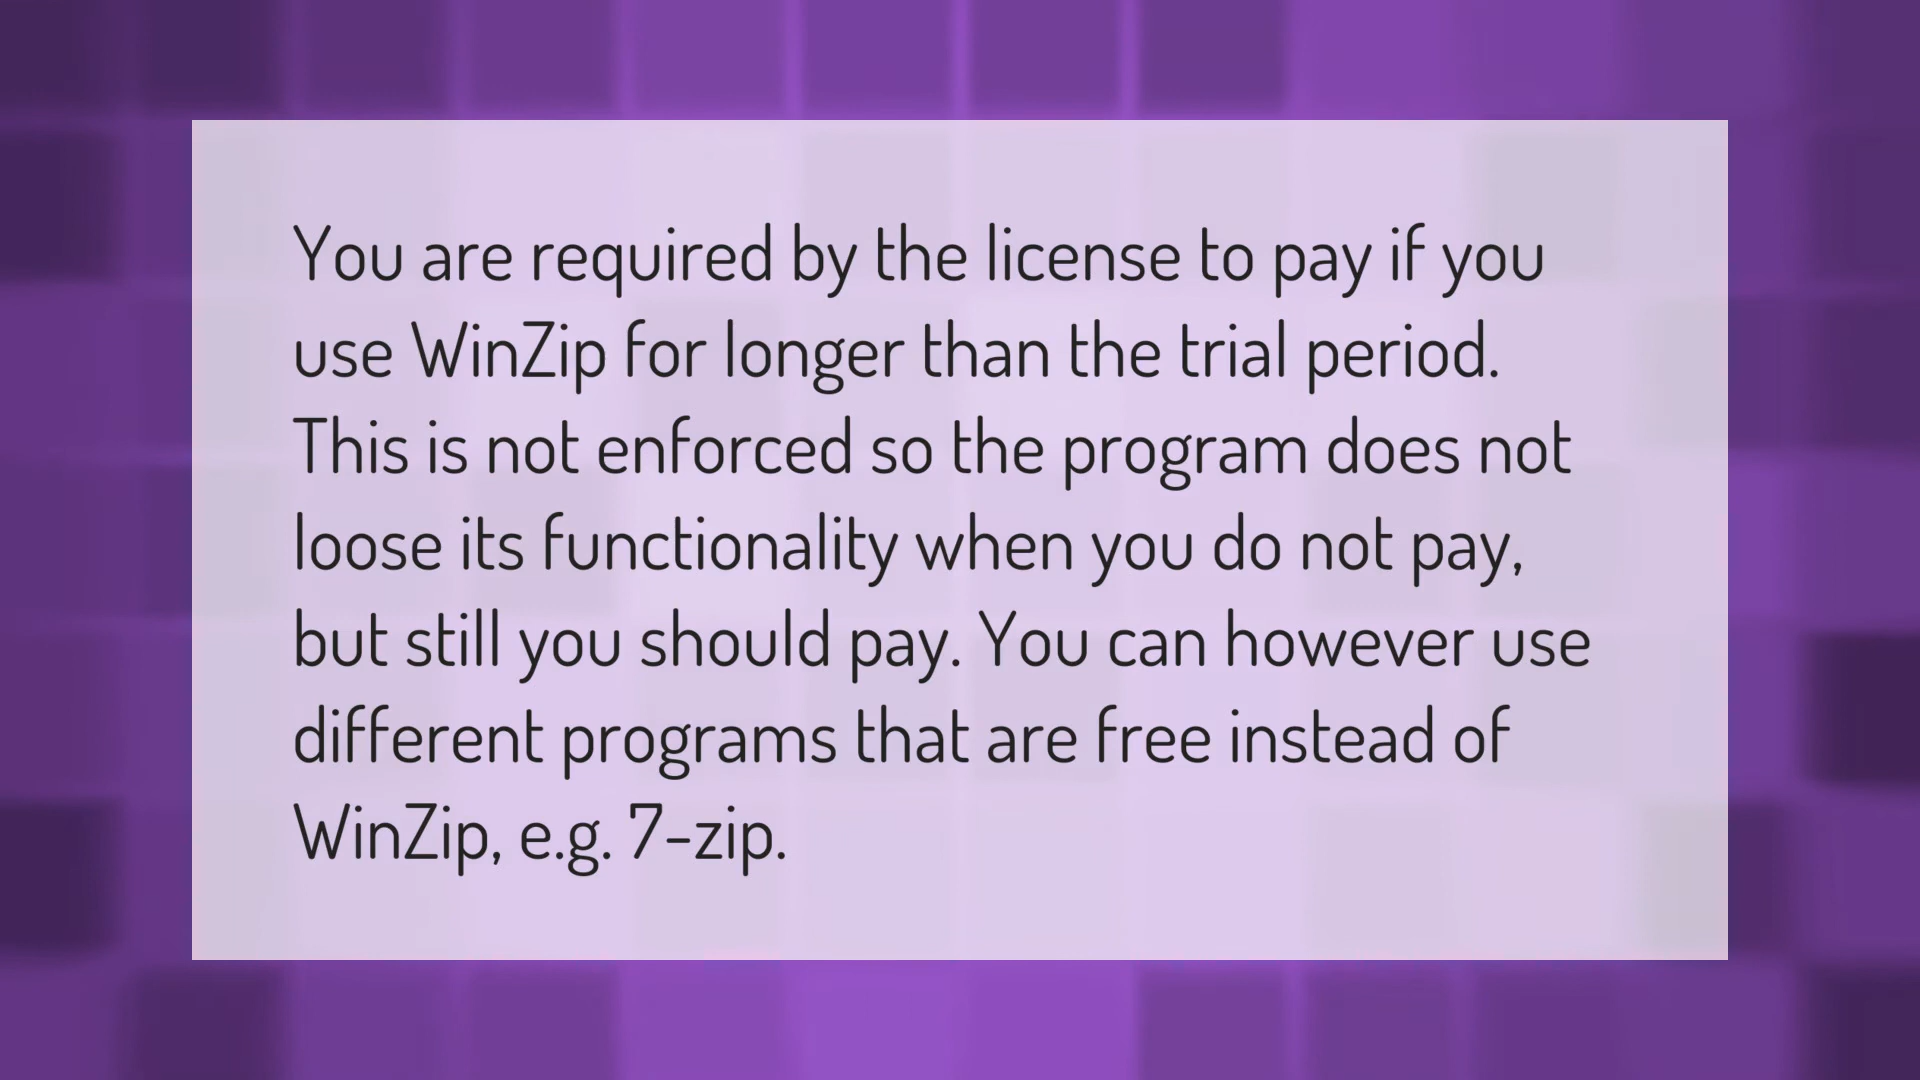 You are required by the license to pay if you
use WinZip for longer than the trial period.
This is not enforced so the program does not
loose its functionality when you do not pay,
but still you should pay. You can however use
different programs that are free instead of
WinZip, e.g. 7-zip.